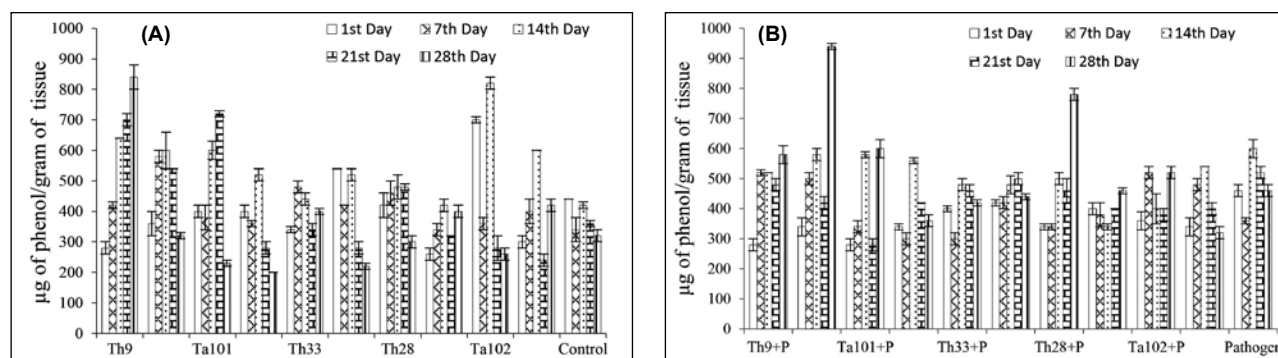 (A)
1st Day 7th Day 14th Day
21st Day 28th Day
µg of phenol/gram of tissue
1000
900
800
700
600
500
400
300
200
100
0
Th9 Ta101 Th33 Th28 Ta102 Control
(B)
1st Day 7th Day 14th Day
21st Day 28th Day
µg of phenol/gram of tissue
1000
900
800
700
600
500
400
300
200
100
0
Th9+P Ta101+P Th33+P Th28+P Ta102+P Pathogen